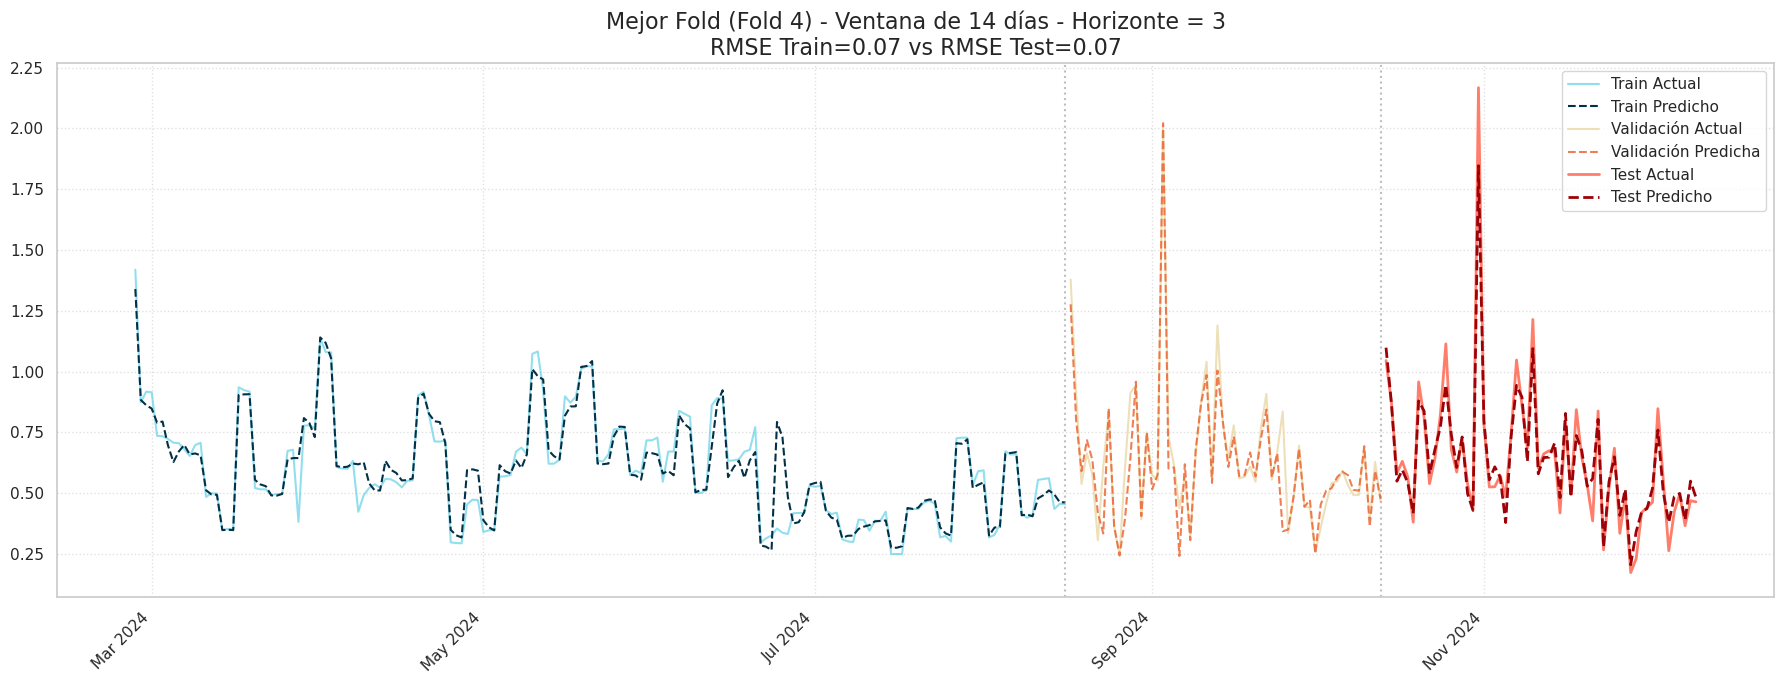 Mejor Fold (Fold 4) - Ventana de 14 días - Horizonte = 3
RMSE Train=0.07 vs RMSE Test=0.07
2.25
2.00
1.75
1.50
1.25
1.00
0.75
0.50
0.25
Train Actual
Train Predicho
Validación Actual
Validación Predicha
Test Actual
Test Predicho
Mar 2024
May 2024
Jul 2024
Sep 2024
Nov 2024